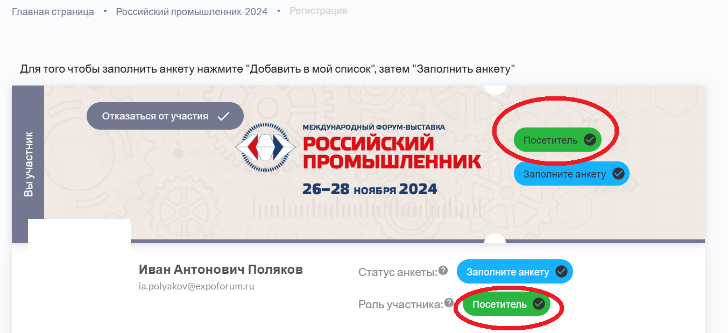 Главная страница • Российский промышленник-2024 • Регистрация
Для того чтобы заполнить анкету нажмите "Добавить в мой список", затем "Заполнить анкету"
Вы участник
Отказаться от участия
МЕЖДУНАРОДНЫЙ ФОРУМ-ВЫСТАВКА
РОССИЙСКИЙ
ПРОМЫШЛЕННИК
26–28 НОЯБРЯ 2024
Посетитель
Заполните анкету
Иван Антонович Поляков
ia.polyakov@expoforum.ru
Статус анкеты: ? Заполните анкету
Роль участника: ? Посетитель